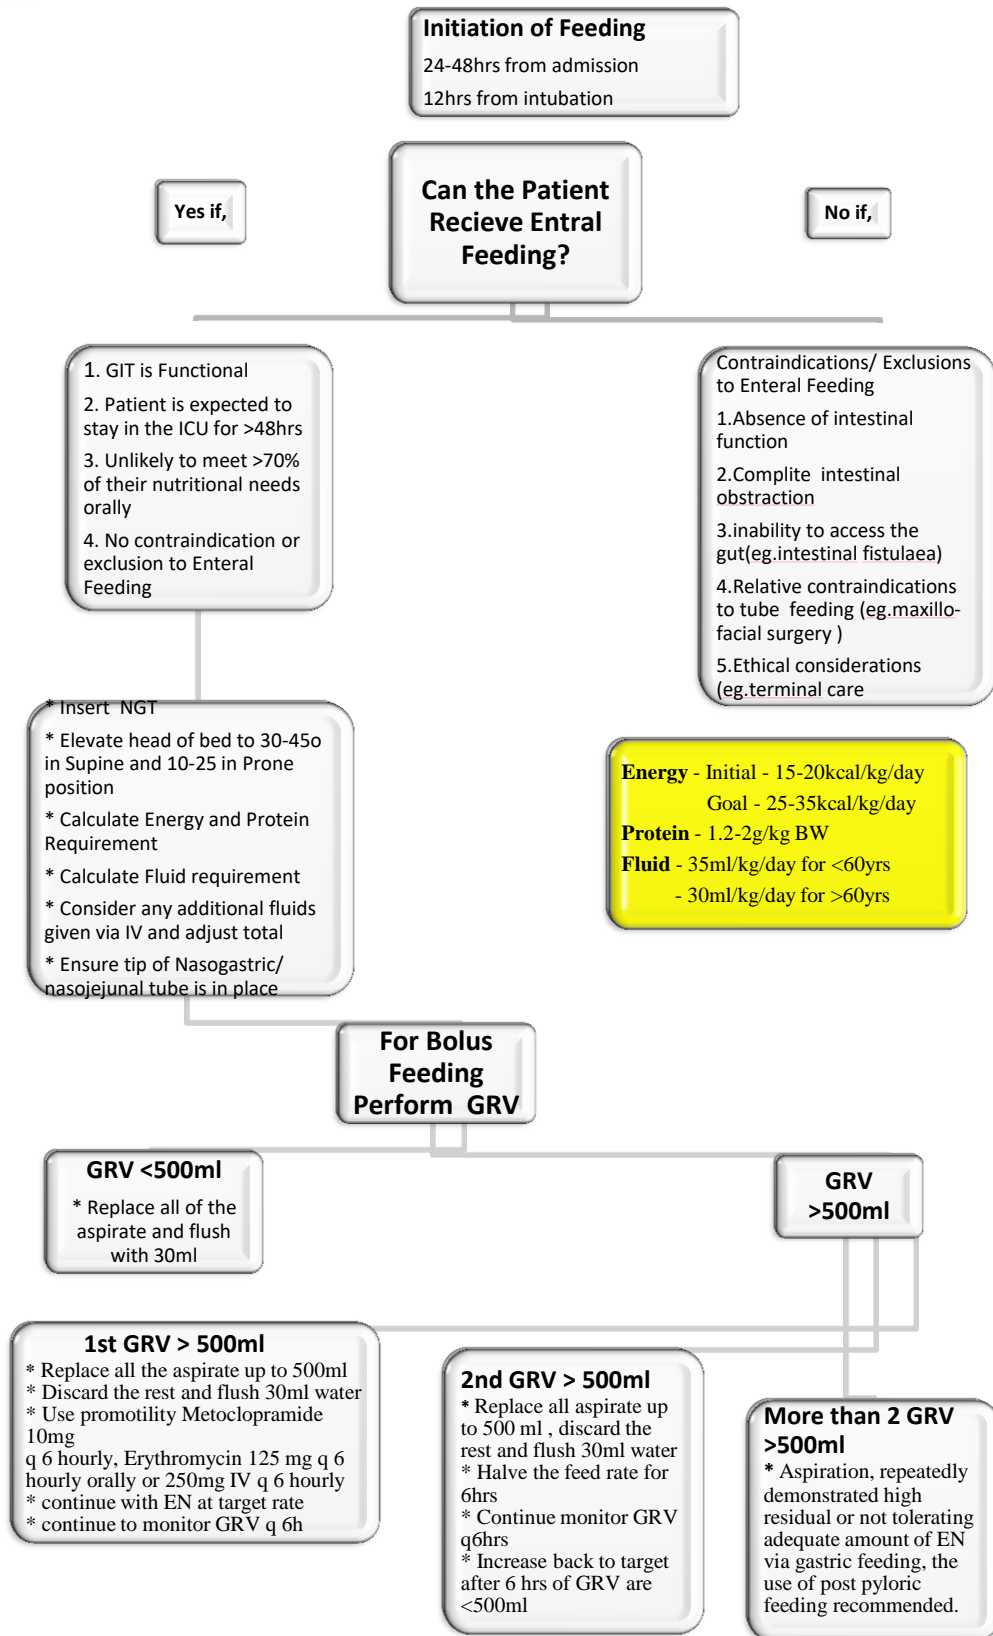 Initiation of Feeding
24-48hrs from admission
12hrs from intubation
Can the Patient
Recieve Entral
Feeding?
Yes if,
No if,
1. GIT is Functional
2. Patient is expected to
stay in the ICU for >48hrs
3. Unlikely to meet >70%
of their nutritional needs
orally
4. No contraindication or
exclusion to Enteral
Feeding
Contraindications/ Exclusions
to Enteral Feeding
1.Absence of intestinal
function
2.Complite intestinal
obstraction
3.inability to access the
gut(eg.intestinal fistulaea)
4.Relative contraindications
to tube feeding (eg.maxillo-
facial surgery )
5.Ethical considerations
(eg.terminal care
* Insert NGT
* Elevate head of bed to 30-45o
in Supine and 10-25 in Prone
position
* Calculate Energy and Protein
Requirement
* Calculate Fluid requirement
* Consider any additional fluids
given via IV and adjust total
* Ensure tip of Nasogastric/
nasojejunal tube is in place
Energy - Initial - 15-20kcal/kg/day
Goal - 25-35kcal/kg/day
Protein - 1.2-2g/kg BW
Fluid - 35ml/kg/day for <60yrs
- 30ml/kg/day for >60yrs
For Bolus
Feeding
Perform GRV
GRV <500ml
* Replace all of the
aspirate and flush
with 30ml
GRV
>500ml
1st GRV > 500ml
* Replace all the aspirate up to 500ml
* Discard the rest and flush 30ml water
* Use promotility Metoclopramide
10mg
q 6 hourly, Erythromycin 125 mg q 6
hourly orally or 250mg IV q 6 hourly
* continue with EN at target rate
* continue to monitor GRV q 6h
2nd GRV > 500ml
* Replace all aspirate up
to 500 ml , discard the
rest and flush 30ml water
* Halve the feed rate for
6hrs
* Continue monitor GRV
q6hrs
* Increase back to target
after 6 hrs of GRV are
<500ml
More than 2 GRV
>500ml
* Aspiration, repeatedly
demonstrated high
residual or not tolerating
adequate amount of EN
via gastric feeding, the
use of post pyloric
feeding recommended.